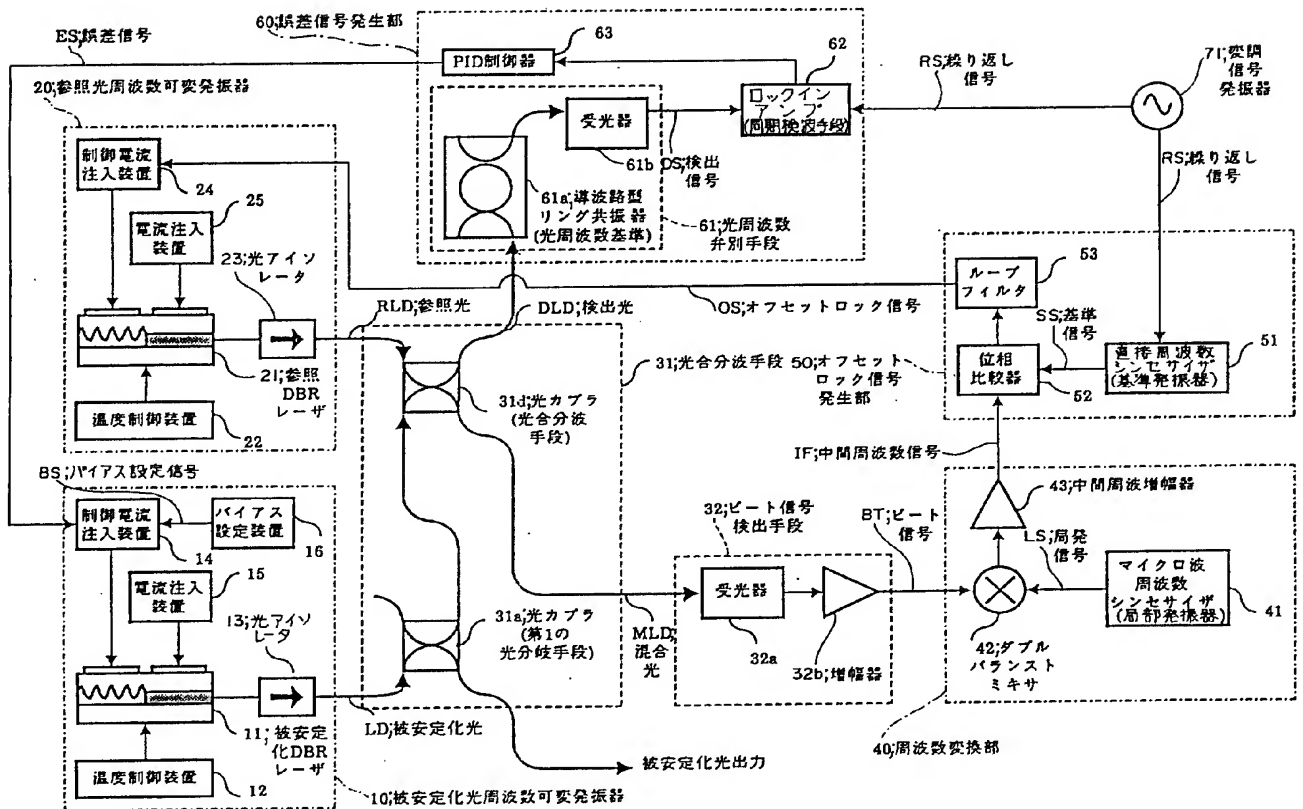 ES;誤差信号
60;誤差信号発生部
63
PID制御器
62
ロックイン
アンプ
(同期検波手段)
RS;繰り返し
信号
71;変調
信号
発振器
20;参照光周波数可変発振器
制御電流
注入装置
24
25
電流注入
装置
23;光アイソ
レータ
21;参照
DBR
レーザ
温度制御装置
22
受光器
61b
DS;検出
信号
61a;導波路型
リング共振器
(光周波数基準)
61;光周波数
弁別手段
RS;繰り返し
信号
RLD;参照光
DLD;検出光
OS;オフセットロック信号
53
ループ
フィルタ
SS;基準
信号
位相
比較器
52
直接周波数
シンセサイザ
(基準発振器)
51
31;光合分波手段
50;オフセット
ロック信号
発生部
31d;光カプラ
(光合分波
手段)
IF;中間周波数信号
BS;バイアス設定信号
制御電流
注入装置
14
バイアス
設定装置
16
電流注入
装置
15
13;光アイソ
レータ
11;被安定
化DBR
レーザ
温度制御装置
12
10;被安定化光周波数可変発振器
31a;光カプラ
(第1の
光分岐手段)
LD;被安定化光
被安定化光出力
MLD;
混合
光
32;ビート信号
検出手段
受光器
32a
32b;増幅器
BT;ビート
信号
43;中間周波増幅器
LS;局発
信号
マイクロ波
周波数
シンセサイザ
(局部発振器)
41
42;ダブル
バランスト
ミキサ
40;周波数変換部